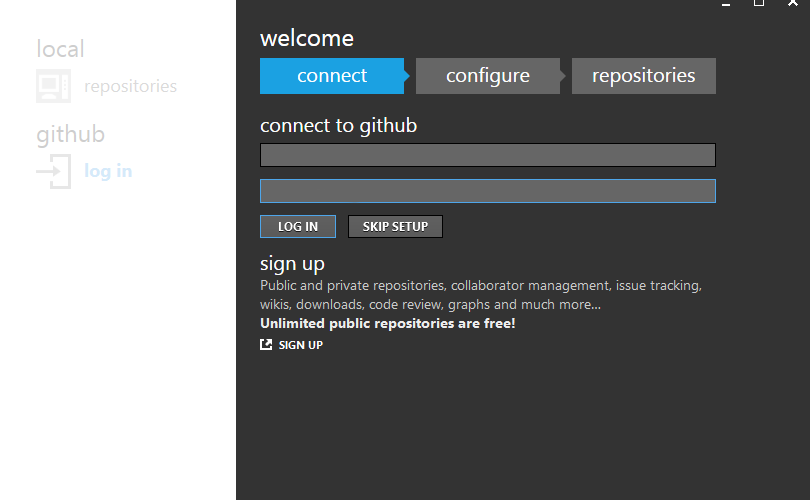 local
repositories
github
log in
welcome
connect
configure
repositories
connect to github
LOG IN
SKIP SETUP
sign up
Public and private repositories, collaborator management, issue tracking,
wikis, downloads, code review, graphs and much more...
Unlimited public repositories are free!
SIGN UP